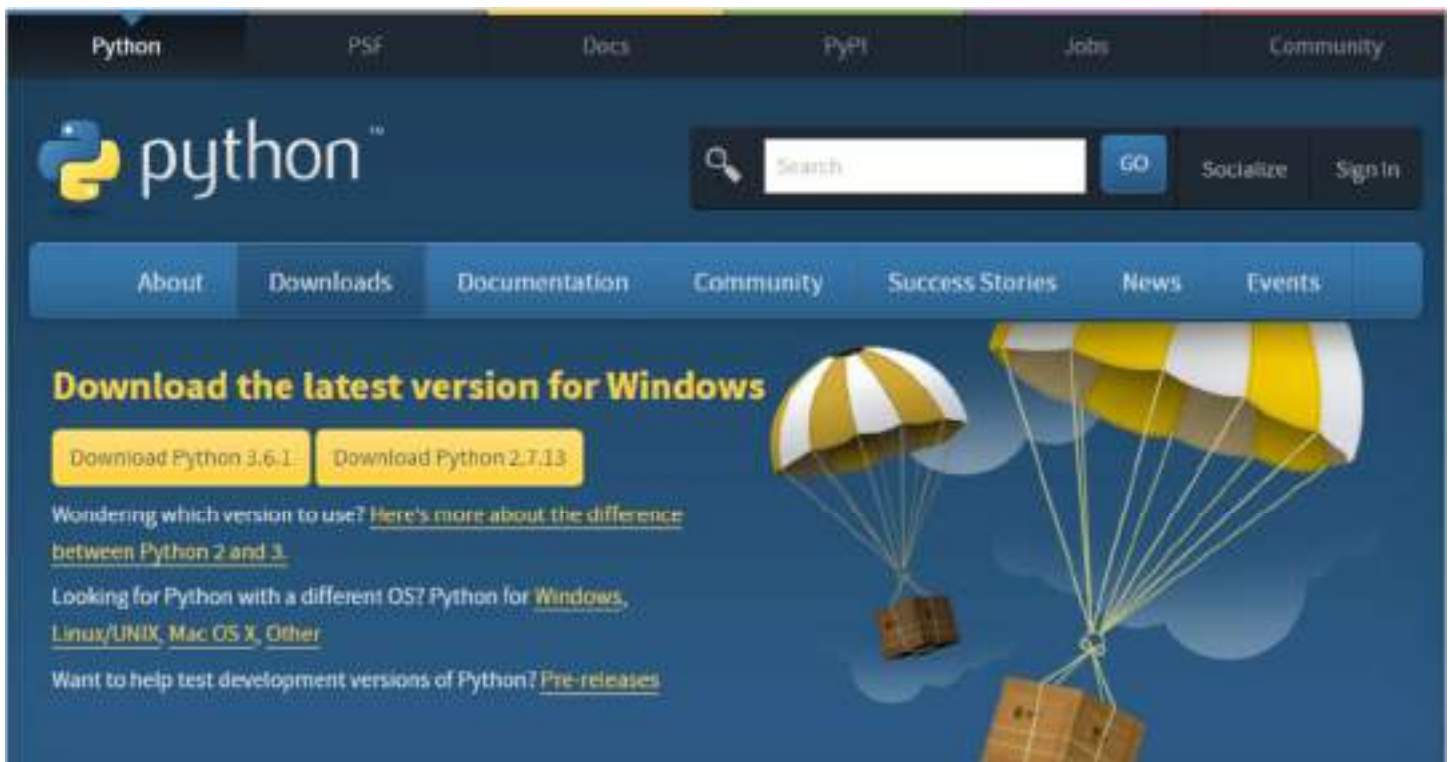 Python PSF Docs PyPI Jobs Community
python™
Search GO Socialize Sign In
About Downloads Documentation Community Success Stories News Events
Download the latest version for Windows
Download Python 3.6.1 Download Python 2.7.13
Wondering which version to use? Here's more about the difference
between Python 2 and 3.
Looking for Python with a different OS? Python for Windows,
Linux/UNIX, Mac OS X, Other
Want to help test development versions of Python? Pre-releases